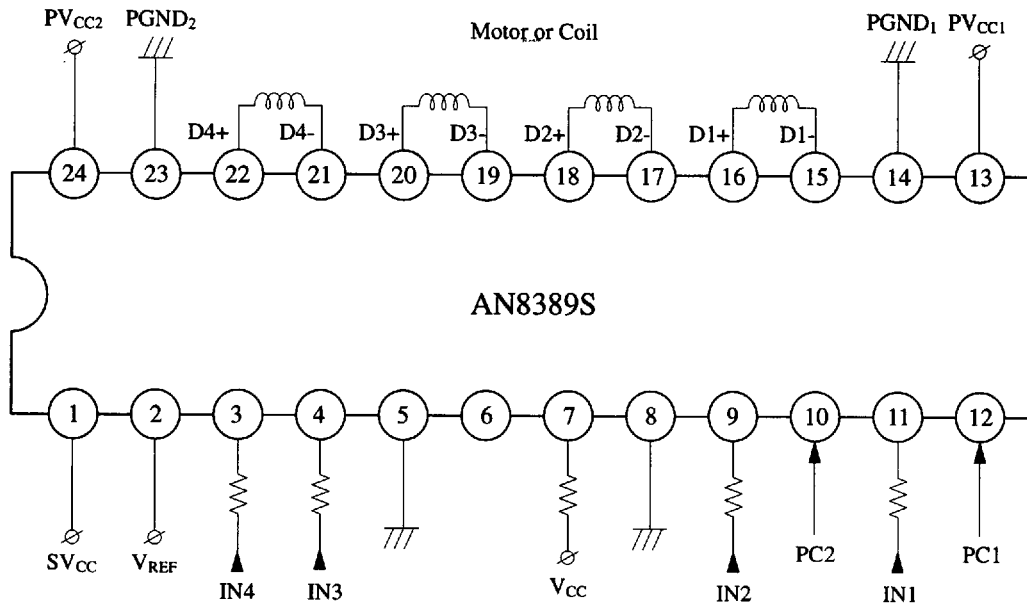 PVCC2 PGND2 Motor or Coil PGND1 PVCC1
D4+ D4- D3+ D3- D2+ D2- D1+ D1-
24 23 22 21 20 19 18 17 16 15 14 13
AN8389S
1 2 3 4 5 6 7 8 9 10 11 12
SVCC VREF IN4 IN3 VCC IN2 PC2 IN1 PC1